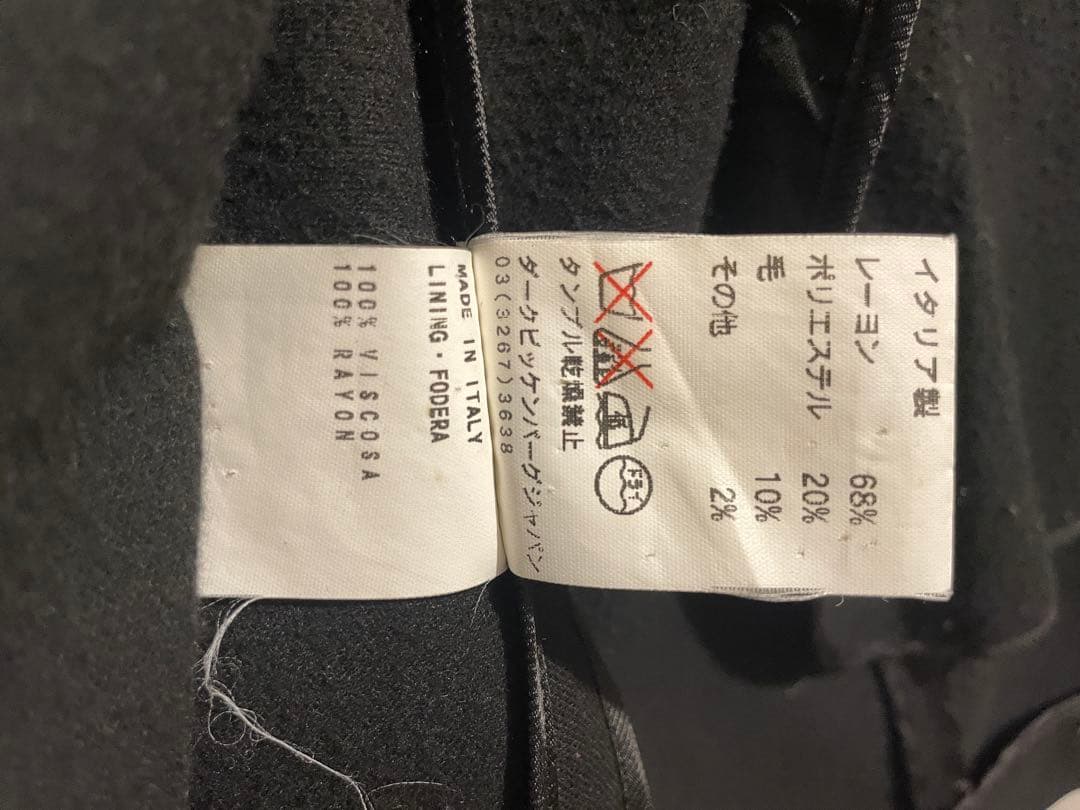 イタリア製
レーヨン 68%
ポリエステル 20%
毛 10%
その他 2%
ドライ
タンブル乾燥禁止
ダークビッケンバーグジャパン
03(3267)3638
MADE IN ITALY
LINING・FODERA
100% VISCOSA
100% RAYON